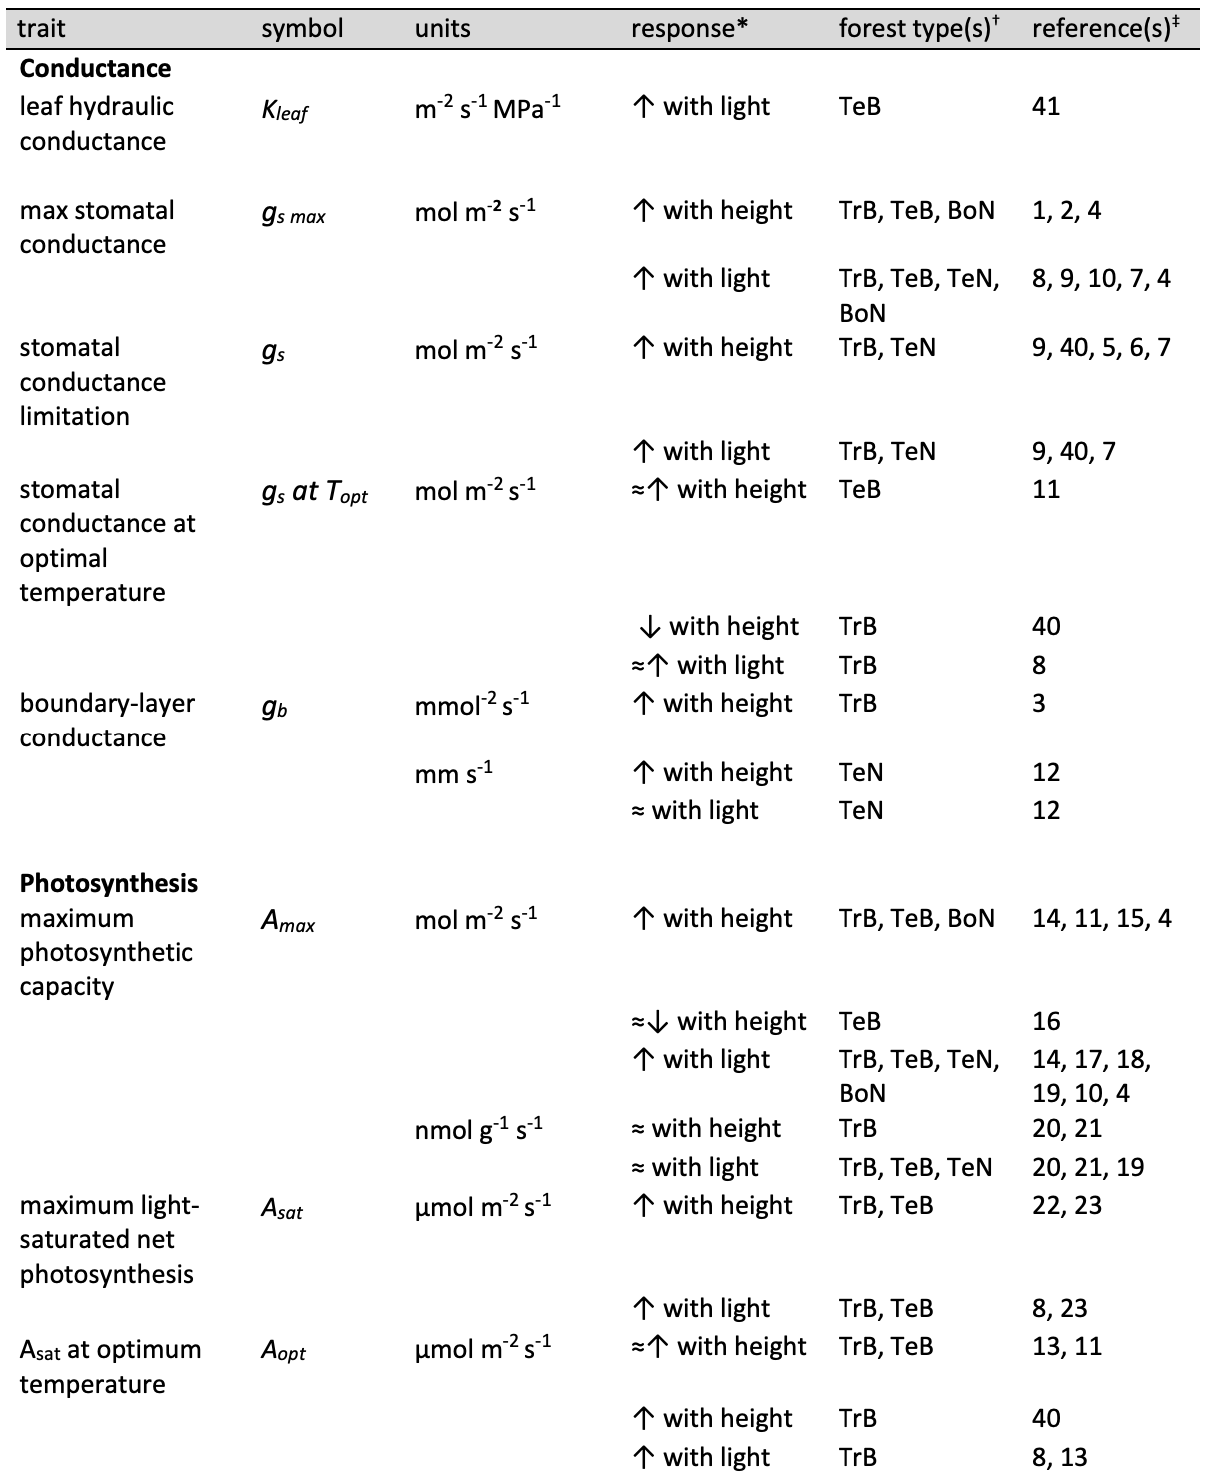 trait symbol units response* forest type(s)† reference(s)‡
Conductance
leaf hydraulic K_leaf m⁻² s⁻¹ MPa⁻¹ ↑ with light TeB 41
conductance
max stomatal g_s max mol m⁻² s⁻¹ ↑ with height TrB, TeB, BoN 1, 2, 4
conductance
↑ with light TrB, TeB, TeN, 8, 9, 10, 7, 4
BoN
stomatal g_s mol m⁻² s⁻¹ ↑ with height TrB, TeN 9, 40, 5, 6, 7
conductance
limitation
↑ with light TrB, TeN 9, 40, 7
stomatal g_s at T_opt mol m⁻² s⁻¹ ≈↑ with height TeB 11
conductance at
optimal
temperature
↓ with height TrB 40
≈↑ with light TrB 8
boundary-layer g_b mmol⁻² s⁻¹ ↑ with height TrB 3
conductance
mm s⁻¹ ↑ with height TeN 12
≈ with light TeN 12
Photosynthesis
maximum A_max mol m⁻² s⁻¹ ↑ with height TrB, TeB, BoN 14, 11, 15, 4
photosynthetic
capacity
≈↓ with height TeB 16
↑ with light TrB, TeB, TeN, 14, 17, 18,
BoN 19, 10, 4
nmol g⁻¹ s⁻¹ ≈ with height TrB 20, 21
≈ with light TrB, TeB, TeN 20, 21, 19
maximum light- A_sat µmol m⁻² s⁻¹ ↑ with height TrB, TeB 22, 23
saturated net
photosynthesis
↑ with light TrB, TeB 8, 23
A_sat at optimum A_opt µmol m⁻² s⁻¹ ≈↑ with height TrB, TeB 13, 11
temperature
↑ with height TrB 40
↑ with light TrB 8, 13